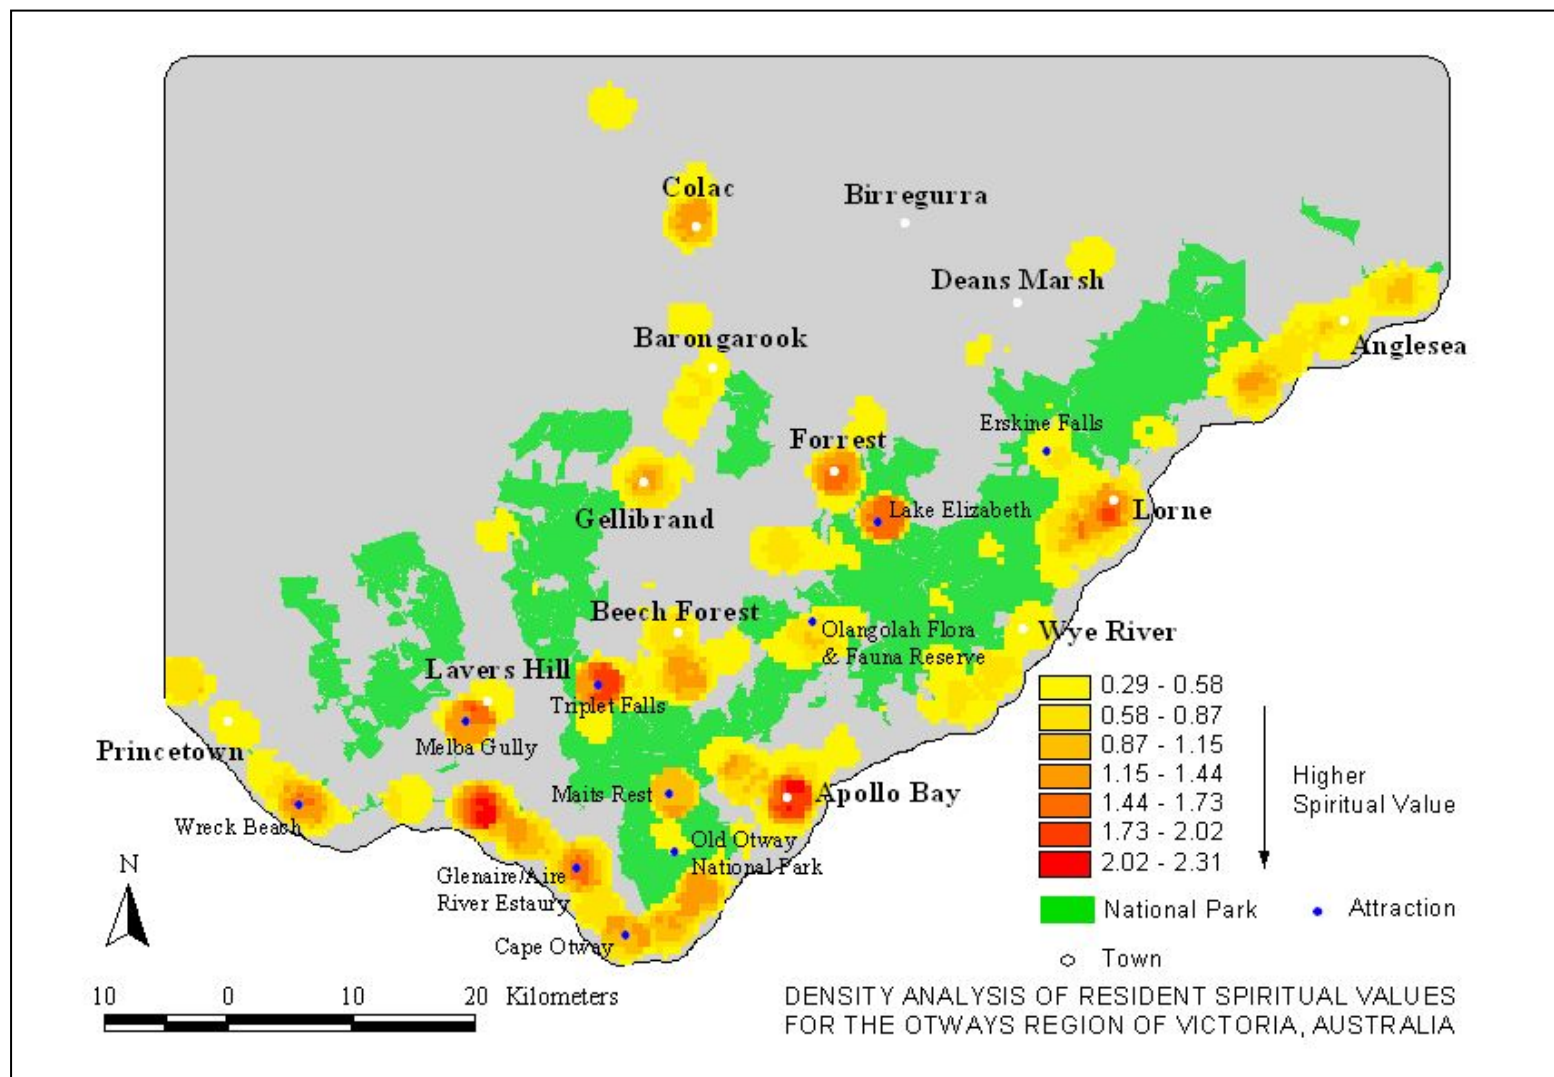 Colac
Birregurra
Deans Marsh
Barongarook
Anglesea
Erskine Falls
Forrest
Lake Elizabeth
Lorne
Gellibrand
Beech Forest
Olangolah Flora
& Fauna Reserve
Wye River
Lavers Hill
Triplet Falls
Melba Gully
Princetown
Maits Rest
Apollo Bay
Wreck Beach
Old Otway
National Park
Glenaire/Aire
River Estaury
Cape Otway
0.29 - 0.58
0.58 - 0.87
0.87 - 1.15
1.15 - 1.44
1.44 - 1.73
1.73 - 2.02
2.02 - 2.31
Higher
Spiritual Value
National Park
Attraction
Town
N
10 0 10 20 Kilometers
DENSITY ANALYSIS OF RESIDENT SPIRITUAL VALUES
FOR THE OTWAYS REGION OF VICTORIA, AUSTRALIA